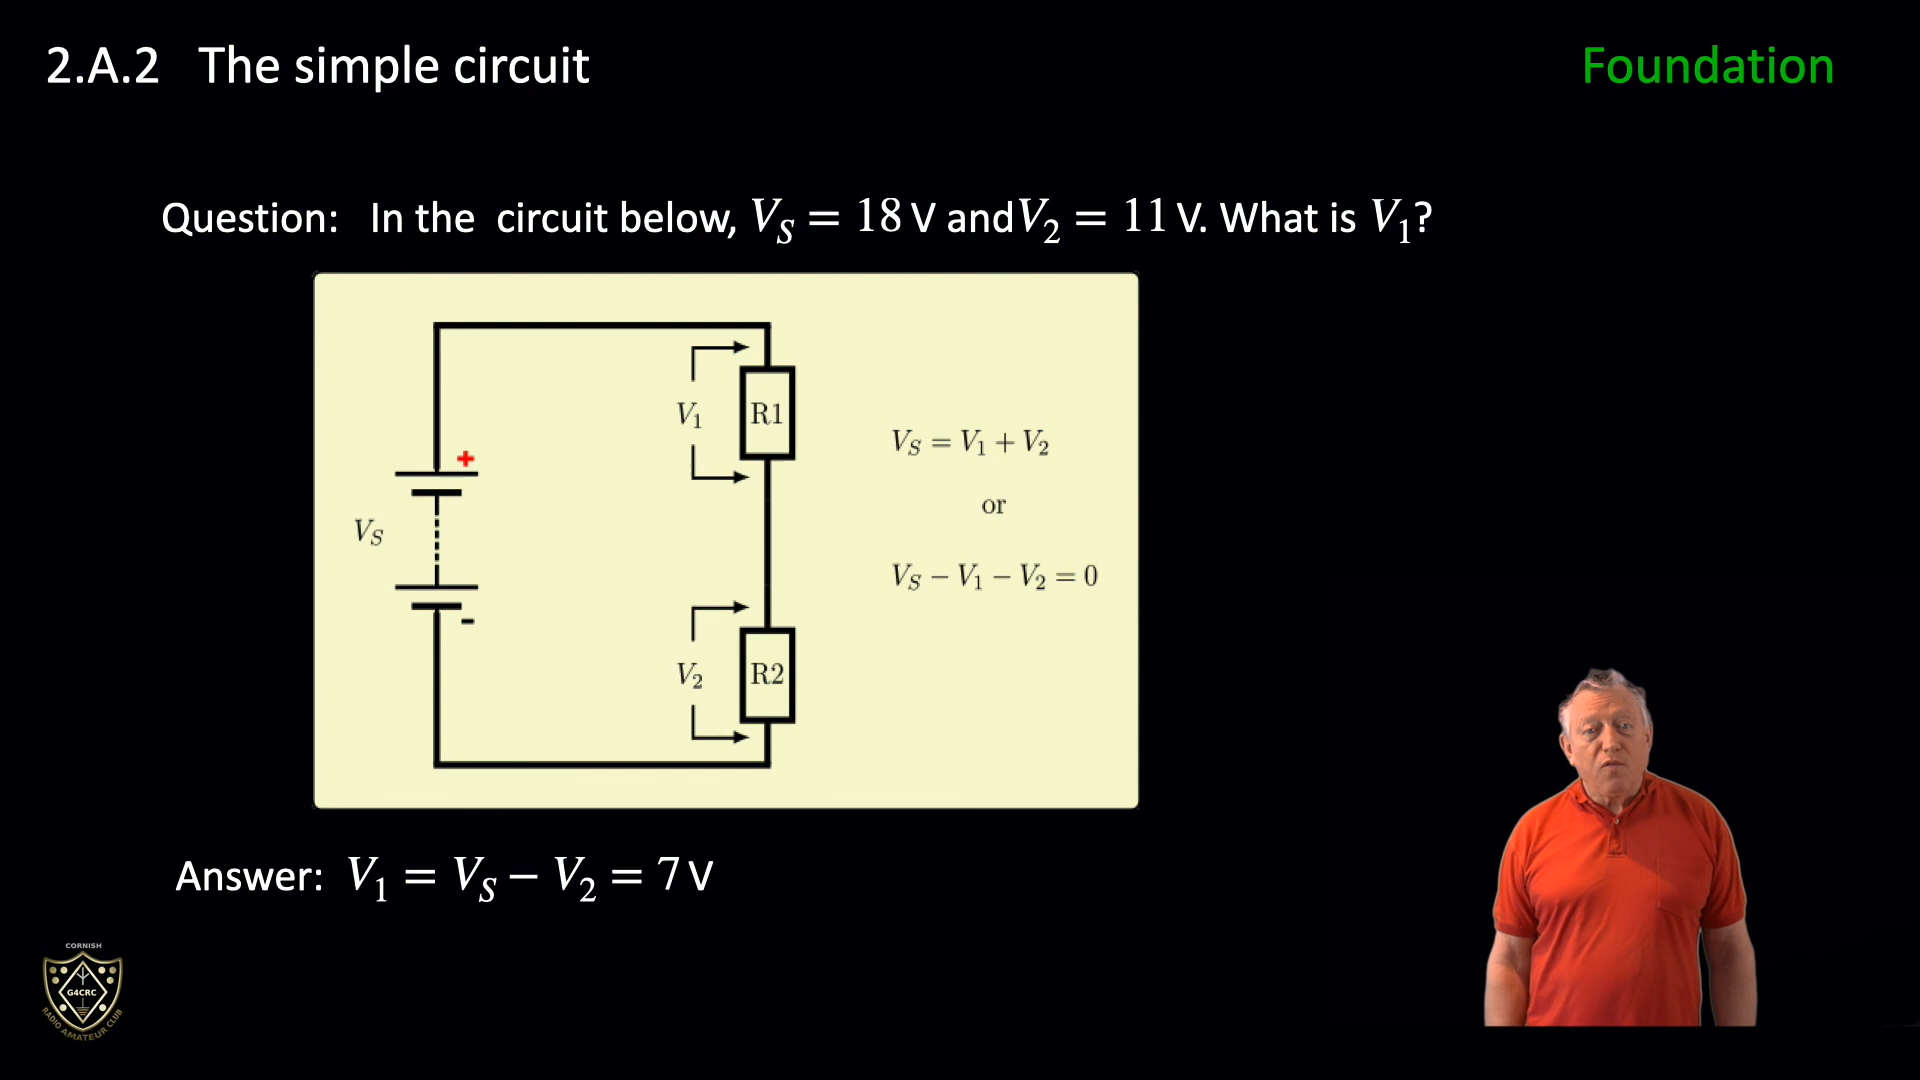 2.A.2 The simple circuit
Foundation
Question: In the circuit below, V_S = 18 V and V_2 = 11 V. What is V_1?
V_1
R1
+
V_S
-
V_2
R2
V_S = V_1 + V_2
or
V_S − V_1 − V_2 = 0
Answer: V_1 = V_S − V_2 = 7 V
CORNISH
G4CRC
RADIO AMATEUR CLUB